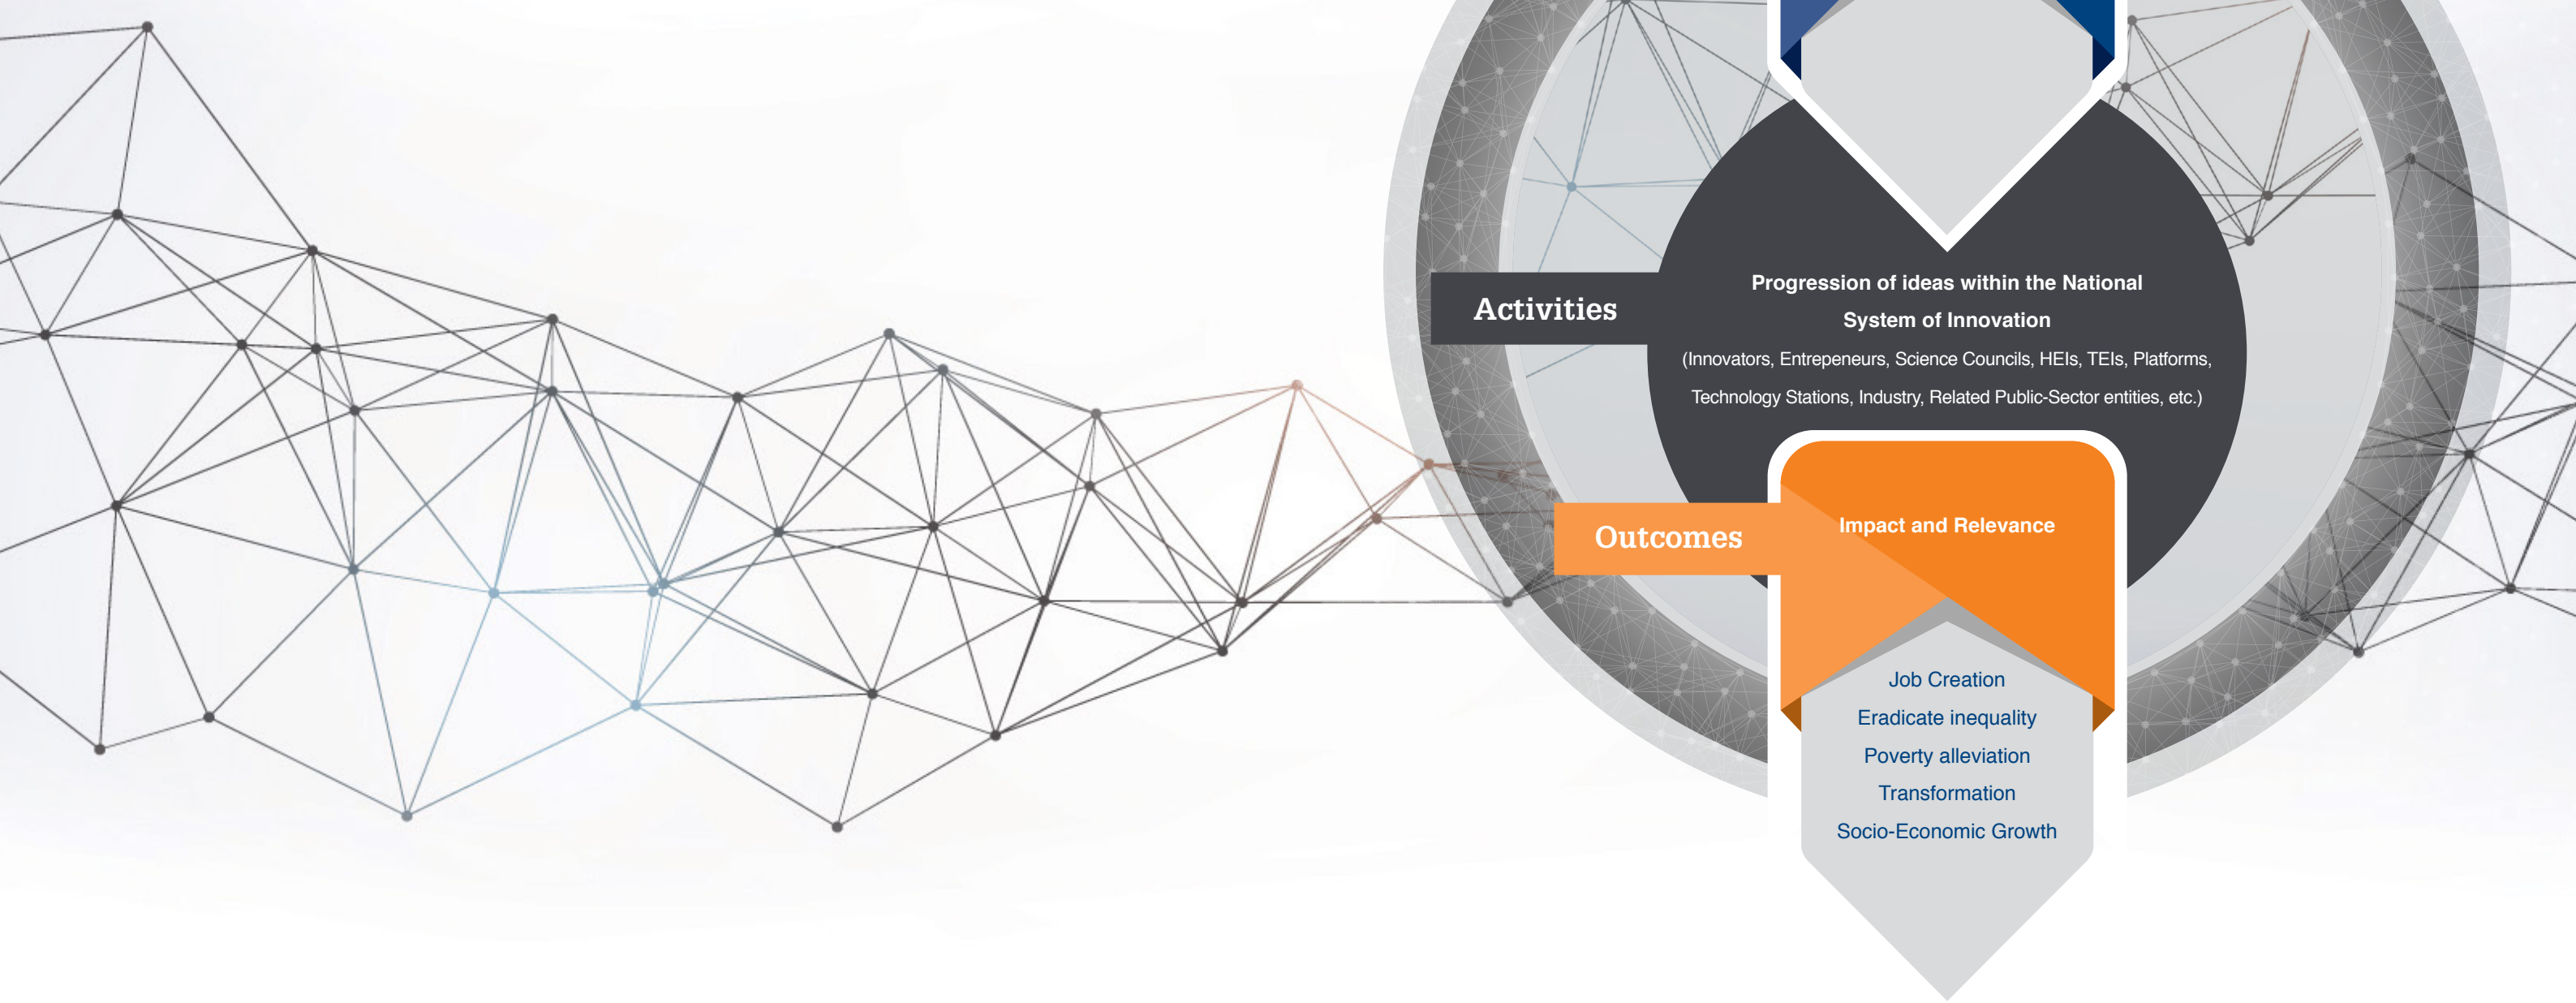 Activities
Progression of ideas within the National
System of Innovation
(Innovators, Entrepeneurs, Science Councils, HEIs, TEIs, Platforms,
Technology Stations, Industry, Related Public-Sector entities, etc.)
Outcomes
Impact and Relevance
Job Creation
Eradicate inequality
Poverty alleviation
Transformation
Socio-Economic Growth